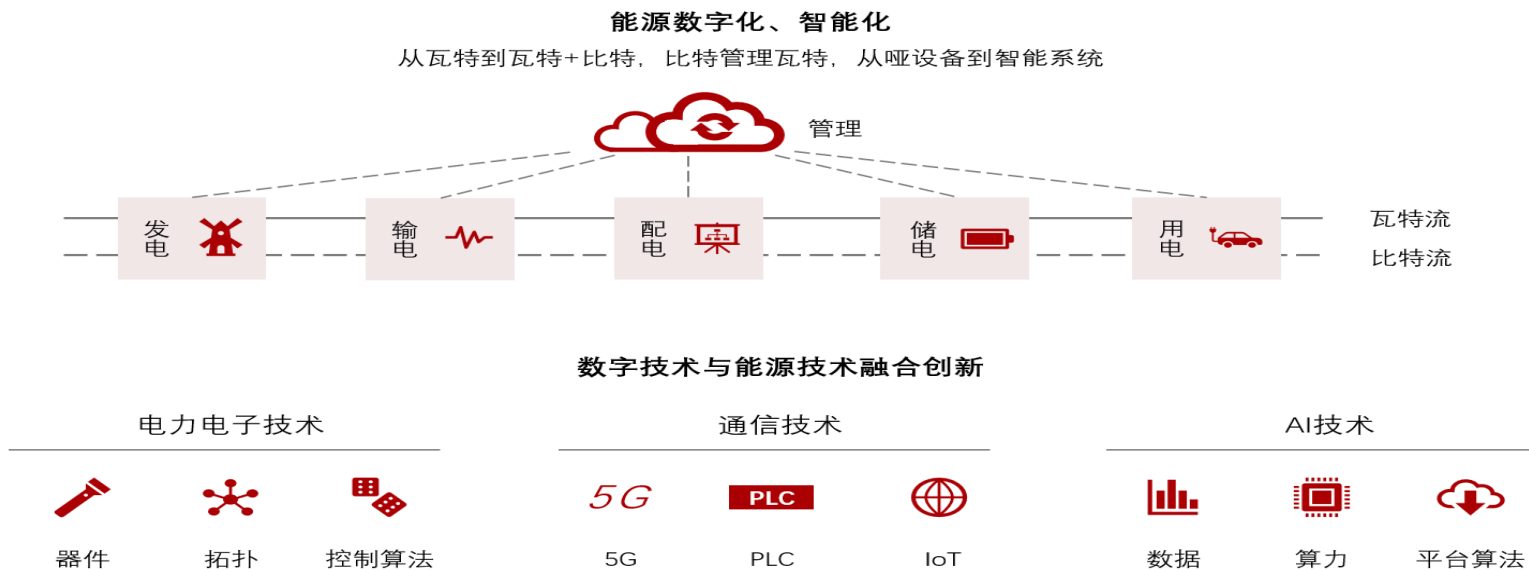 能源数字化、智能化
从瓦特到瓦特+比特，比特管理瓦特，从哑设备到智能系统
管理
发电
输电
配电
储电
用电
瓦特流
比特流
数字技术与能源技术融合创新
电力电子技术
通信技术
AI技术
5G
PLC
器件
拓扑
控制算法
5G
PLC
IoT
数据
算力
平台算法